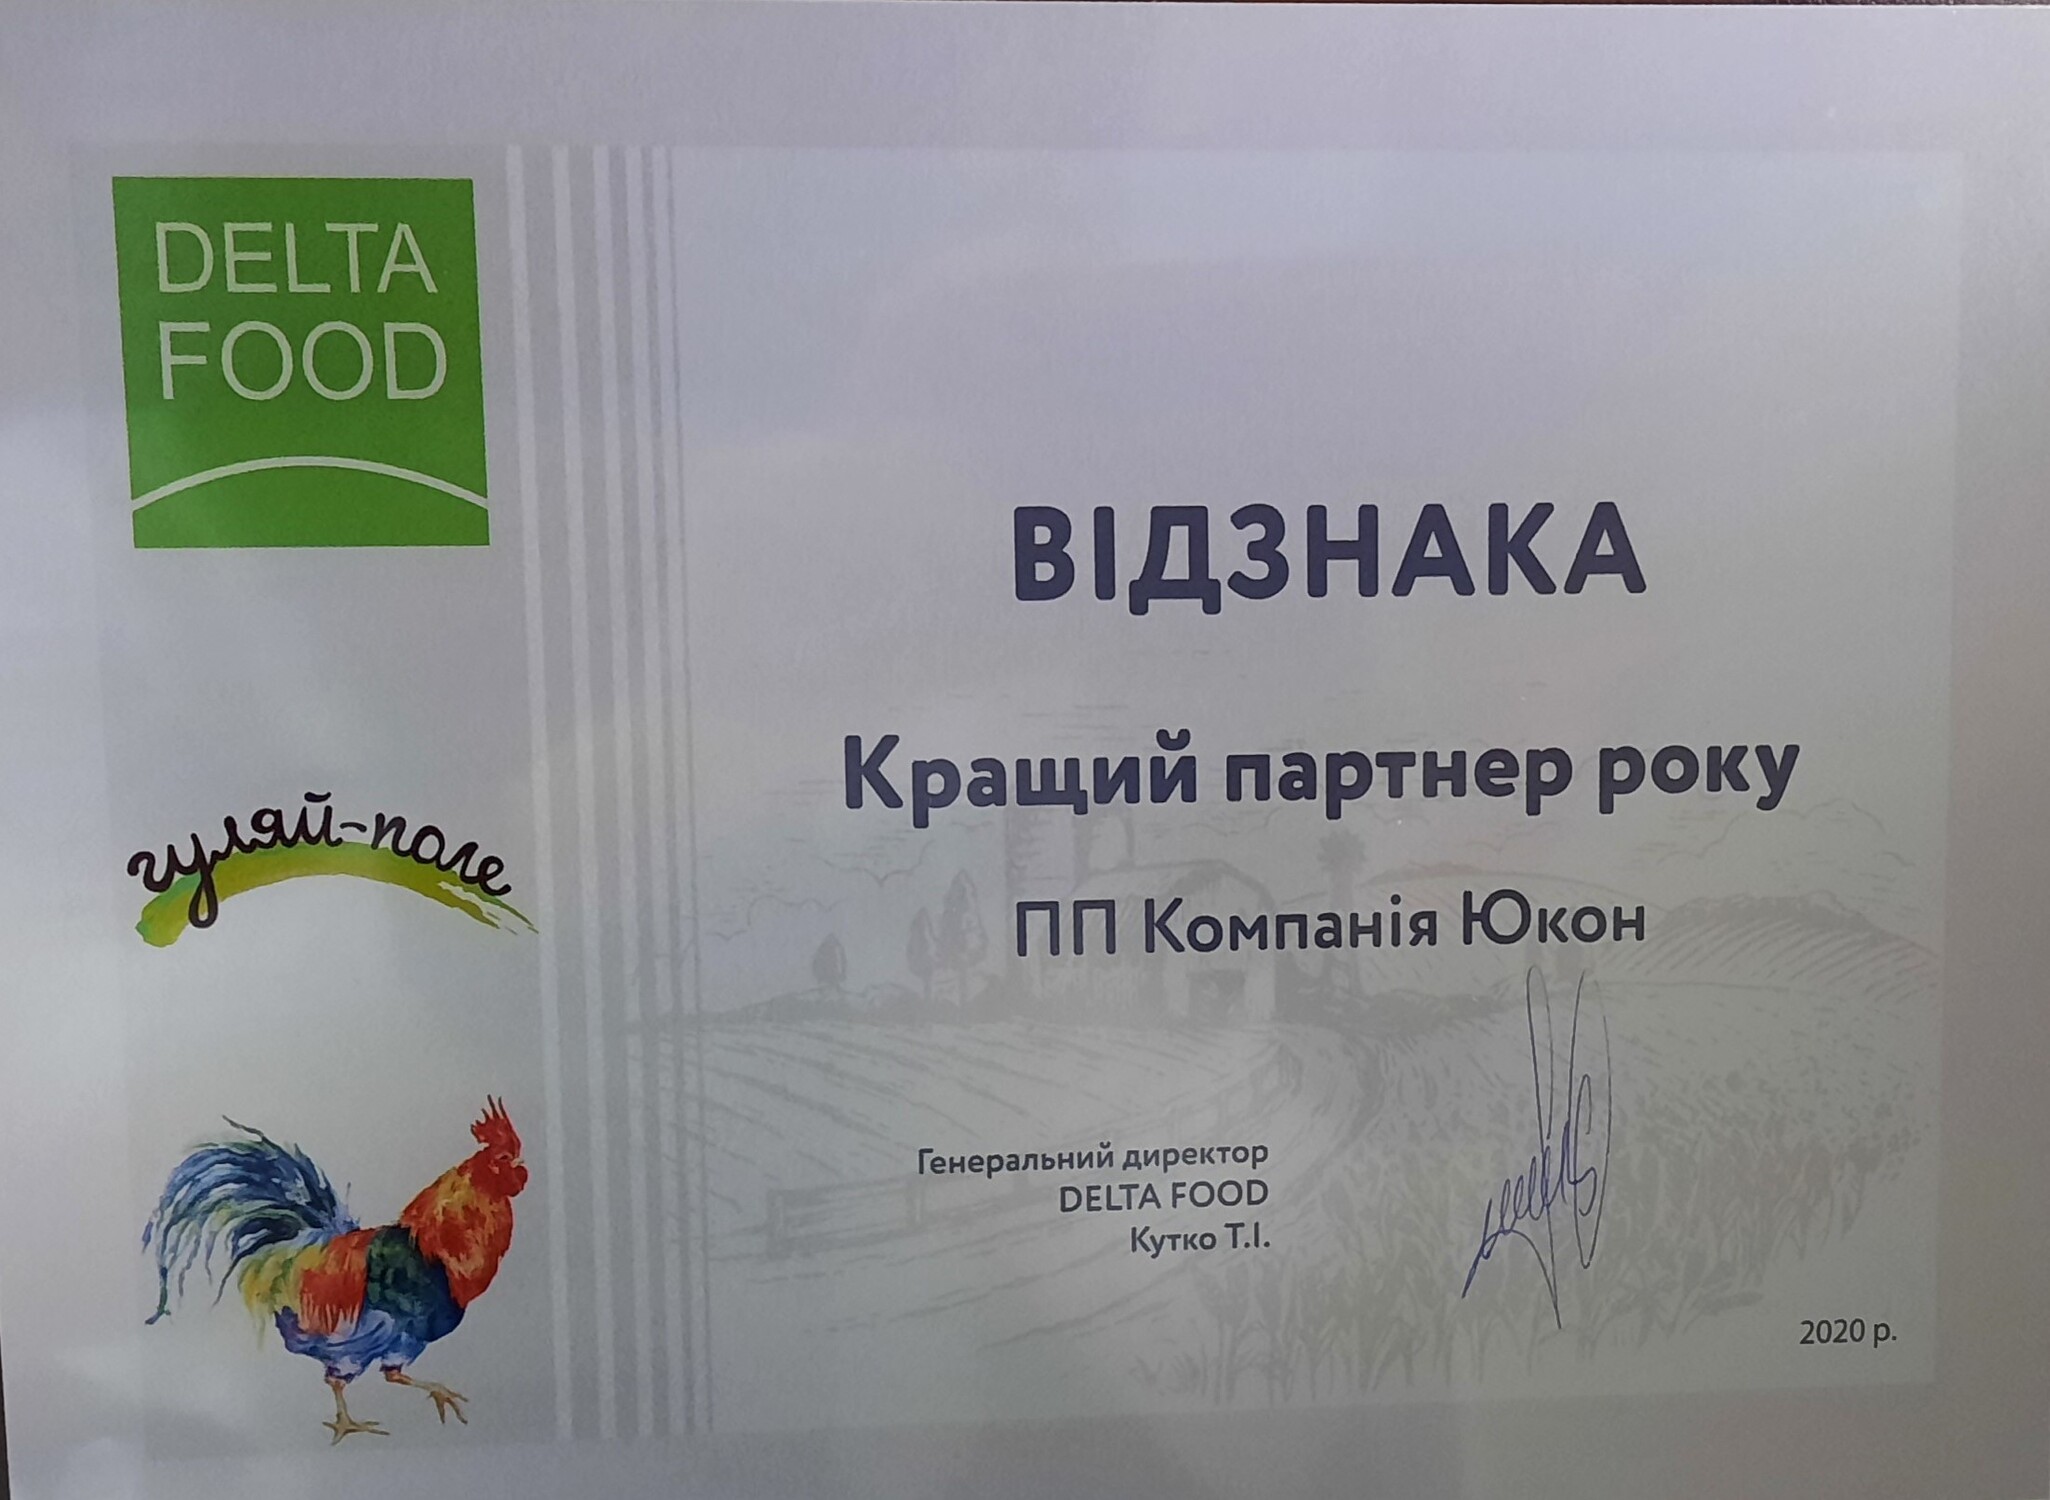 DELTA
FOOD
гуляй-поле
ВІДЗНАКА
Кращий партнер року
ПП Компанія Юкон
Генеральний директор
DELTA FOOD
Кутко Т.І.
2020 р.